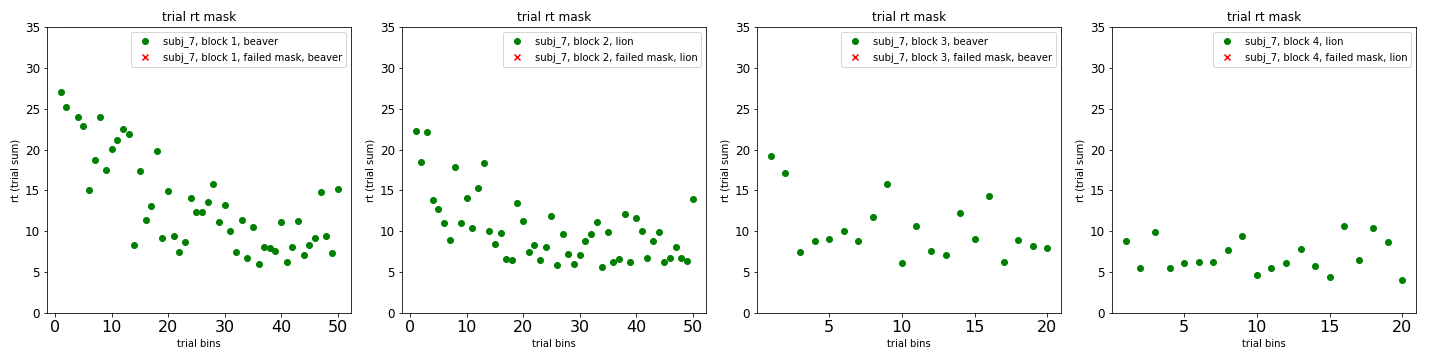 trial rt mask
35
30
25
20
15
10
5
0
rt (trial sum)
subj_7, block 1, beaver
subj_7, block 1, failed mask, beaver
0 10 20 30 40 50
trial bins
trial rt mask
35
30
25
20
15
10
5
0
rt (trial sum)
subj_7, block 2, lion
subj_7, block 2, failed mask, lion
0 10 20 30 40 50
trial bins
trial rt mask
35
30
25
20
15
10
5
0
rt (trial sum)
subj_7, block 3, beaver
subj_7, block 3, failed mask, beaver
5 10 15 20
trial bins
trial rt mask
35
30
25
20
15
10
5
0
rt (trial sum)
subj_7, block 4, lion
subj_7, block 4, failed mask, lion
5 10 15 20
trial bins